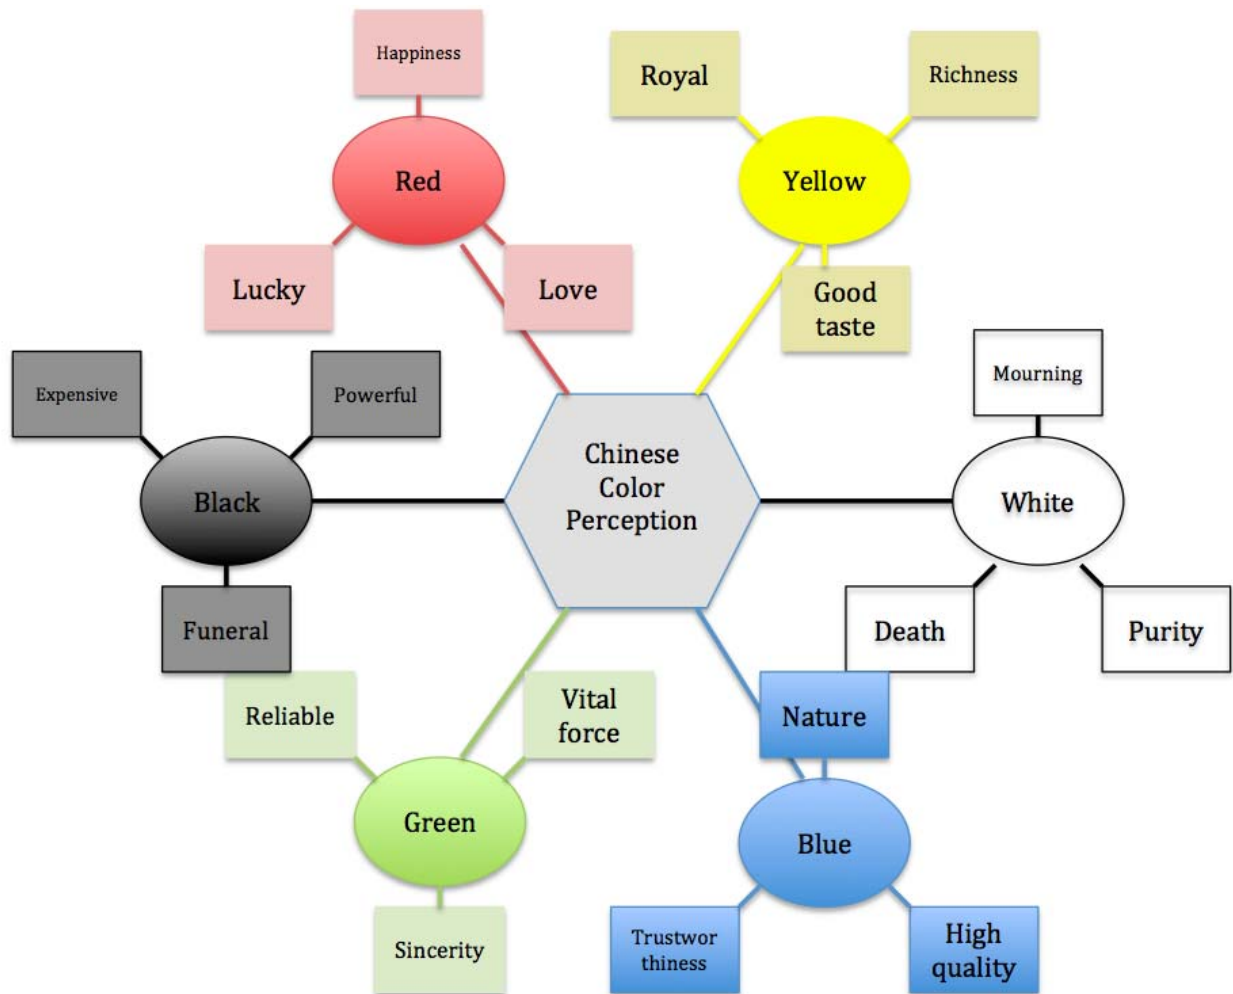 Happiness
Royal
Richness
Red
Yellow
Lucky
Love
Good
taste
Expensive
Powerful
Mourning
Chinese
Color
Perception
Black
White
Funeral
Death
Purity
Reliable
Vital
force
Nature
Green
Blue
Sincerity
Trustwor
thiness
High
quality